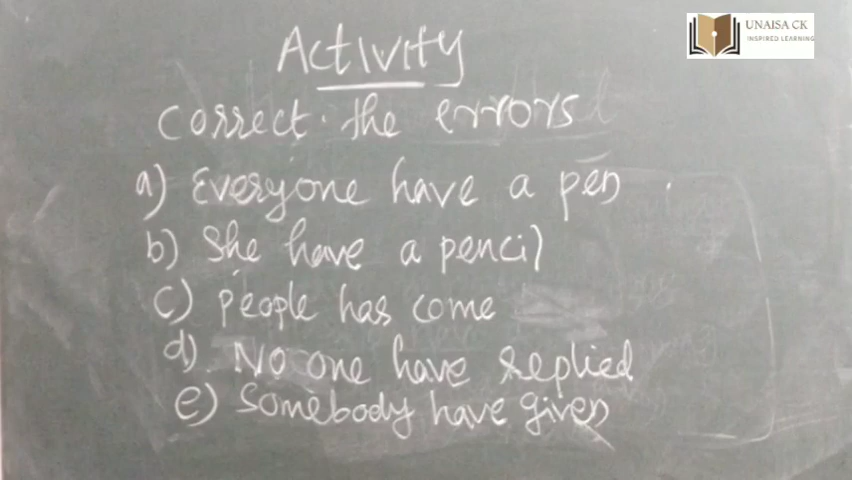 UNAISA CK
INSPIRED LEARNING
Activity
Correct the errors
a) Everyone have a pen
b) She have a pencil
c) People has come
d) No one have replied
e) Somebody have given